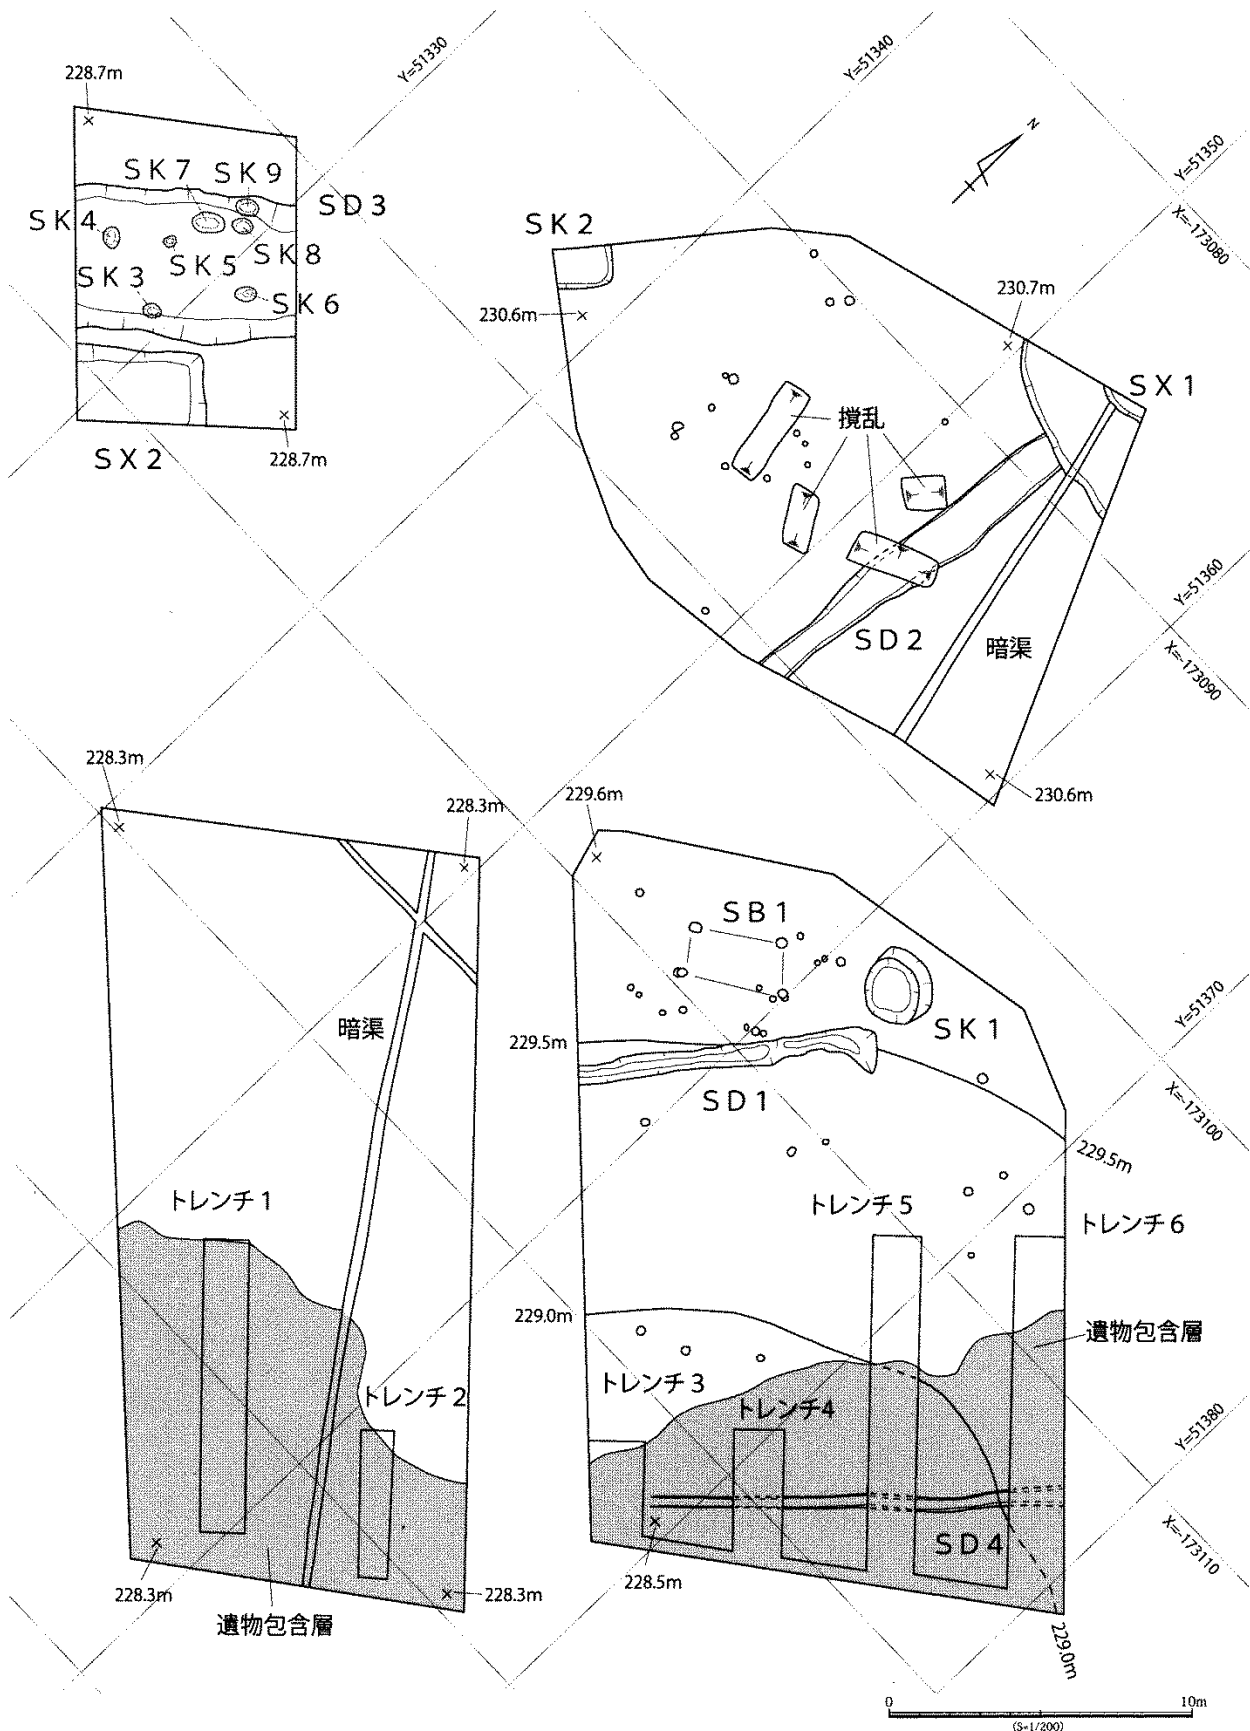 Y=51330
Y=51340
228.7m
N
Y=51350
X=-173080
SK7
SK9
SD3
SK4
SK2
SK5
SK8
SK3
SK6
230.6m
230.7m
SX1
撹乱
SX2
228.7m
Y=51360
SD2
暗渠
X=-173090
228.3m
228.3m
229.6m
230.6m
SB1
暗渠
SK1
Y=51370
229.5m
SD1
X=-173100
229.5m
トレンチ1
トレンチ5
トレンチ6
229.0m
遺物包含層
トレンチ2
トレンチ3
トレンチ4
Y=51380
SD4
X=-173110
228.3m
228.3m
228.5m
遺物包含層
229.0m
0
10m
(S=1/200)